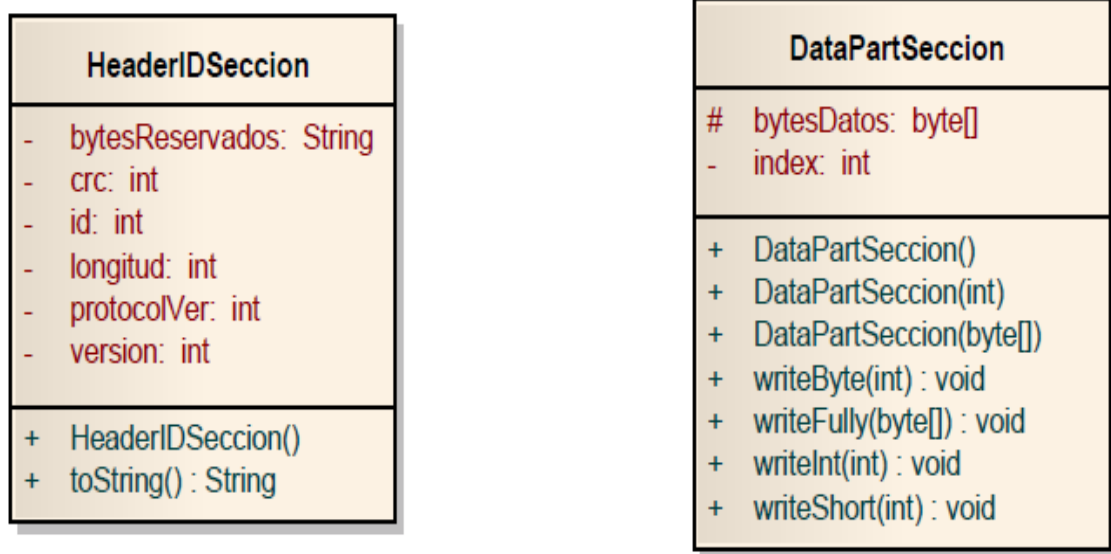 HeaderIDSeccion
- bytesReservados: String
- crc: int
- id: int
- longitud: int
- protocolVer: int
- version: int
+ HeaderIDSeccion()
+ toString() : String
DataPartSeccion
# bytesDatos: byte[]
- index: int
+ DataPartSeccion()
+ DataPartSeccion(int)
+ DataPartSeccion(byte[])
+ writeByte(int) : void
+ writeFully(byte[]) : void
+ writeInt(int) : void
+ writeShort(int) : void